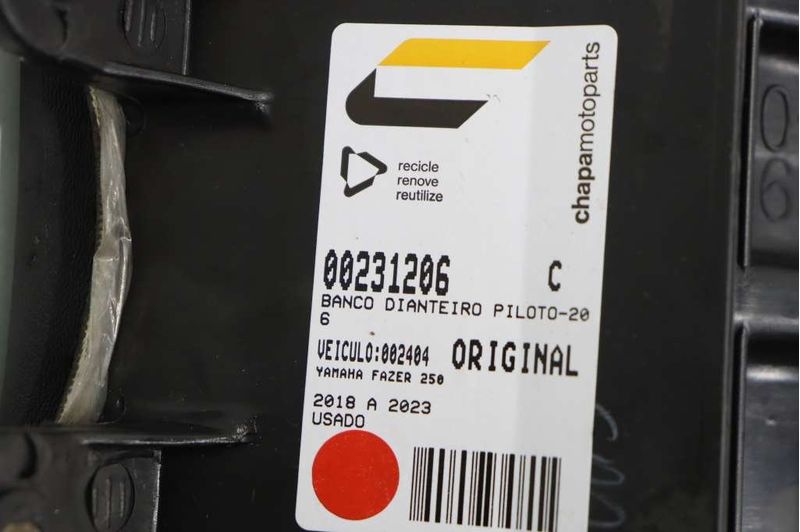 chapamotoparts
recicle
renove
reutilize
00231206 C
BANCO DIANTEIRO PILOTO-20
6
VEICULO:002404 ORIGINAL
YAMAHA FAZER 250
2018 A 2023
USADO